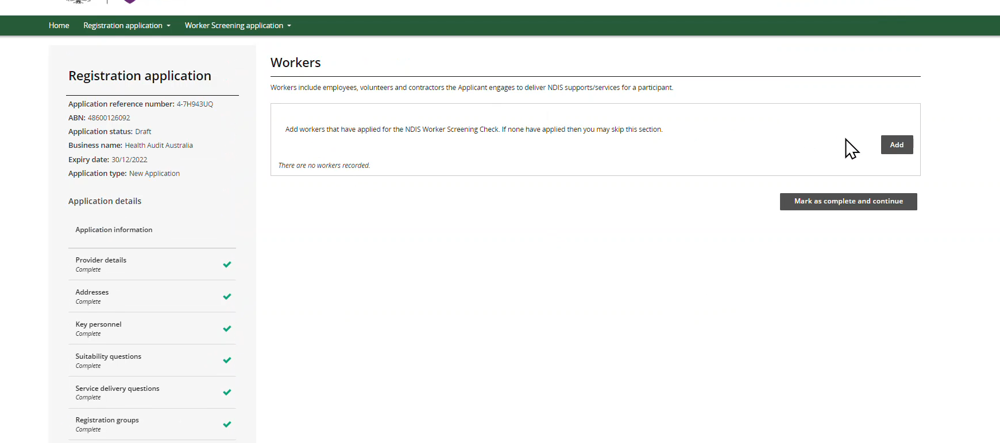 Home Registration application Worker Screening application
Registration application
Application reference number: 4-7H943UQ
ABN: 48600126092
Application status: Draft
Business name: Health Audit Australia
Expiry date: 30/12/2022
Application type: New Application
Application details
Application information
Provider details
Complete
Addresses
Complete
Key personnel
Complete
Suitability questions
Complete
Service delivery questions
Complete
Registration groups
Complete
Workers
Workers include employees, volunteers and contractors the Applicant engages to deliver NDIS supports/services for a participant.
Add workers that have applied for the NDIS Worker Screening Check. If none have applied then you may skip this section.
Add
There are no workers recorded.
Mark as complete and continue